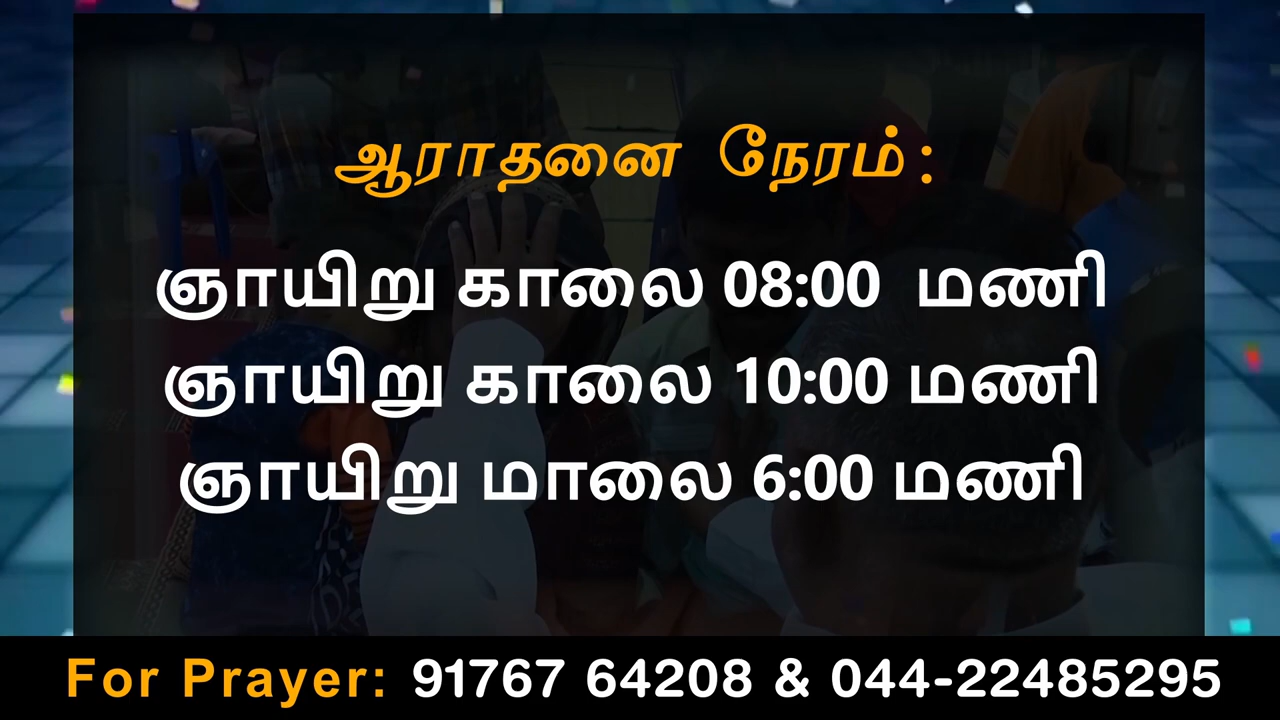 ஆராதனை நேரம்:
ஞாயிறு காலை 08:00 மணி
ஞாயிறு காலை 10:00 மணி
ஞாயிறு மாலை 6:00 மணி
For Prayer: 91767 64208 & 044-22485295